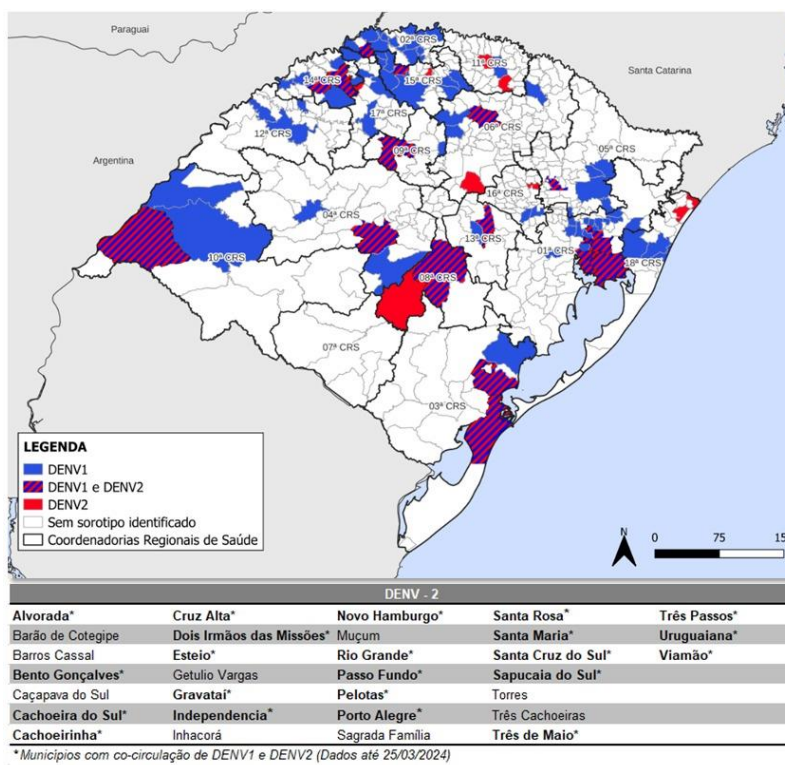 Paraguai
Santa Catarina
Argentina
02ª CRS
11ª CRS
14ª CRS
15ª CRS
17ª CRS
12ª CRS
06ª CRS
09ª CRS
05ª CRS
16ª CRS
04ª CRS
13ª CRS
01ª CRS
18ª CRS
10ª CRS
08ª CRS
07ª CRS
03ª CRS
LEGENDA
DENV1
DENV1 e DENV2
DENV2
Sem sorotipo identificado
Coordenadorias Regionais de Saúde
N
0 75 15
DENV - 2
Alvorada* Cruz Alta* Novo Hamburgo* Santa Rosa* Três Passos*
Barão de Cotegipe Dois Irmãos das Missões* Muçum Santa Maria* Uruguaiana*
Barros Cassal Esteio* Rio Grande* Santa Cruz do Sul* Viamão*
Bento Gonçalves* Getulio Vargas Passo Fundo* Sapucaia do Sul*
Caçapava do Sul Gravataí* Pelotas* Torres
Cachoeira do Sul* Independencia* Porto Alegre* Três Cachoeiras
Cachoeirinha* Inhacorá Sagrada Família Três de Maio*
*Municípios com co-circulação de DENV1 e DENV2 (Dados até 25/03/2024)